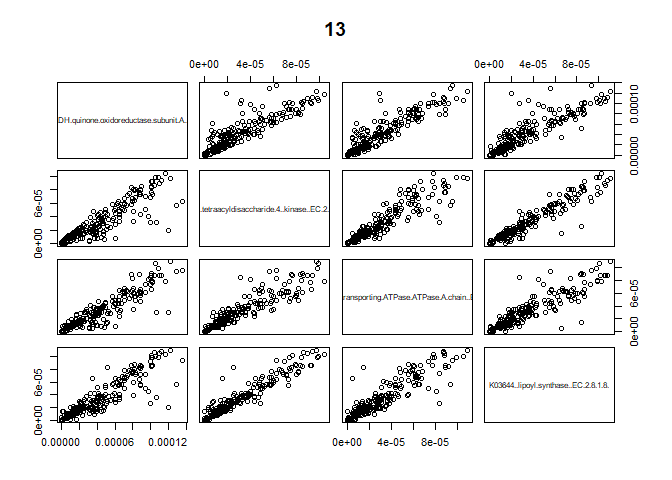 13
0e+00 4e-05 8e-05 0e+00 4e-05 8e-05
DH.quinone.oxidoreductase.subunit.A.
0.00000 0.00010
0e+00 6e-05
.tetraacyldisaccharide.4..kinase..EC.2.
ransporting.ATPase.ATPase.A.chain..E
0e+00 6e-05
0e+00 6e-05
K03644..lipoyl.synthase..EC.2.8.1.8.
0.00000 0.00006 0.00012 0e+00 4e-05 8e-05